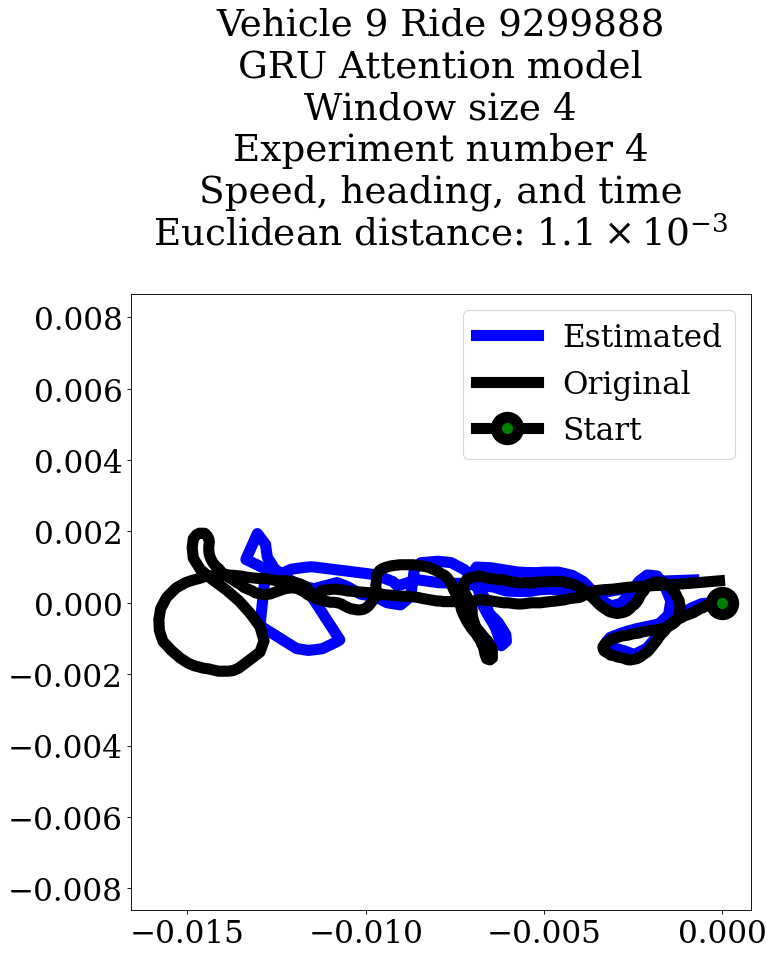 Vehicle 9 Ride 9299888
GRU Attention model
Window size 4
Experiment number 4
Speed, heading, and time
Euclidean distance: 1.1 × 10⁻³
Estimated
Original
Start
0.008
0.006
0.004
0.002
0.000
−0.002
−0.004
−0.006
−0.008
−0.015 −0.010 −0.005 0.000